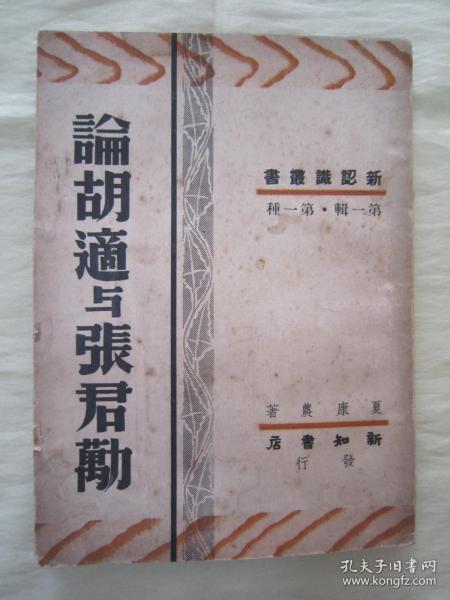 論胡適与張君勱
新認識叢書
第一輯·第一種
夏康農著
新知書店
發行
孔夫子旧书网
www.kongfz.com